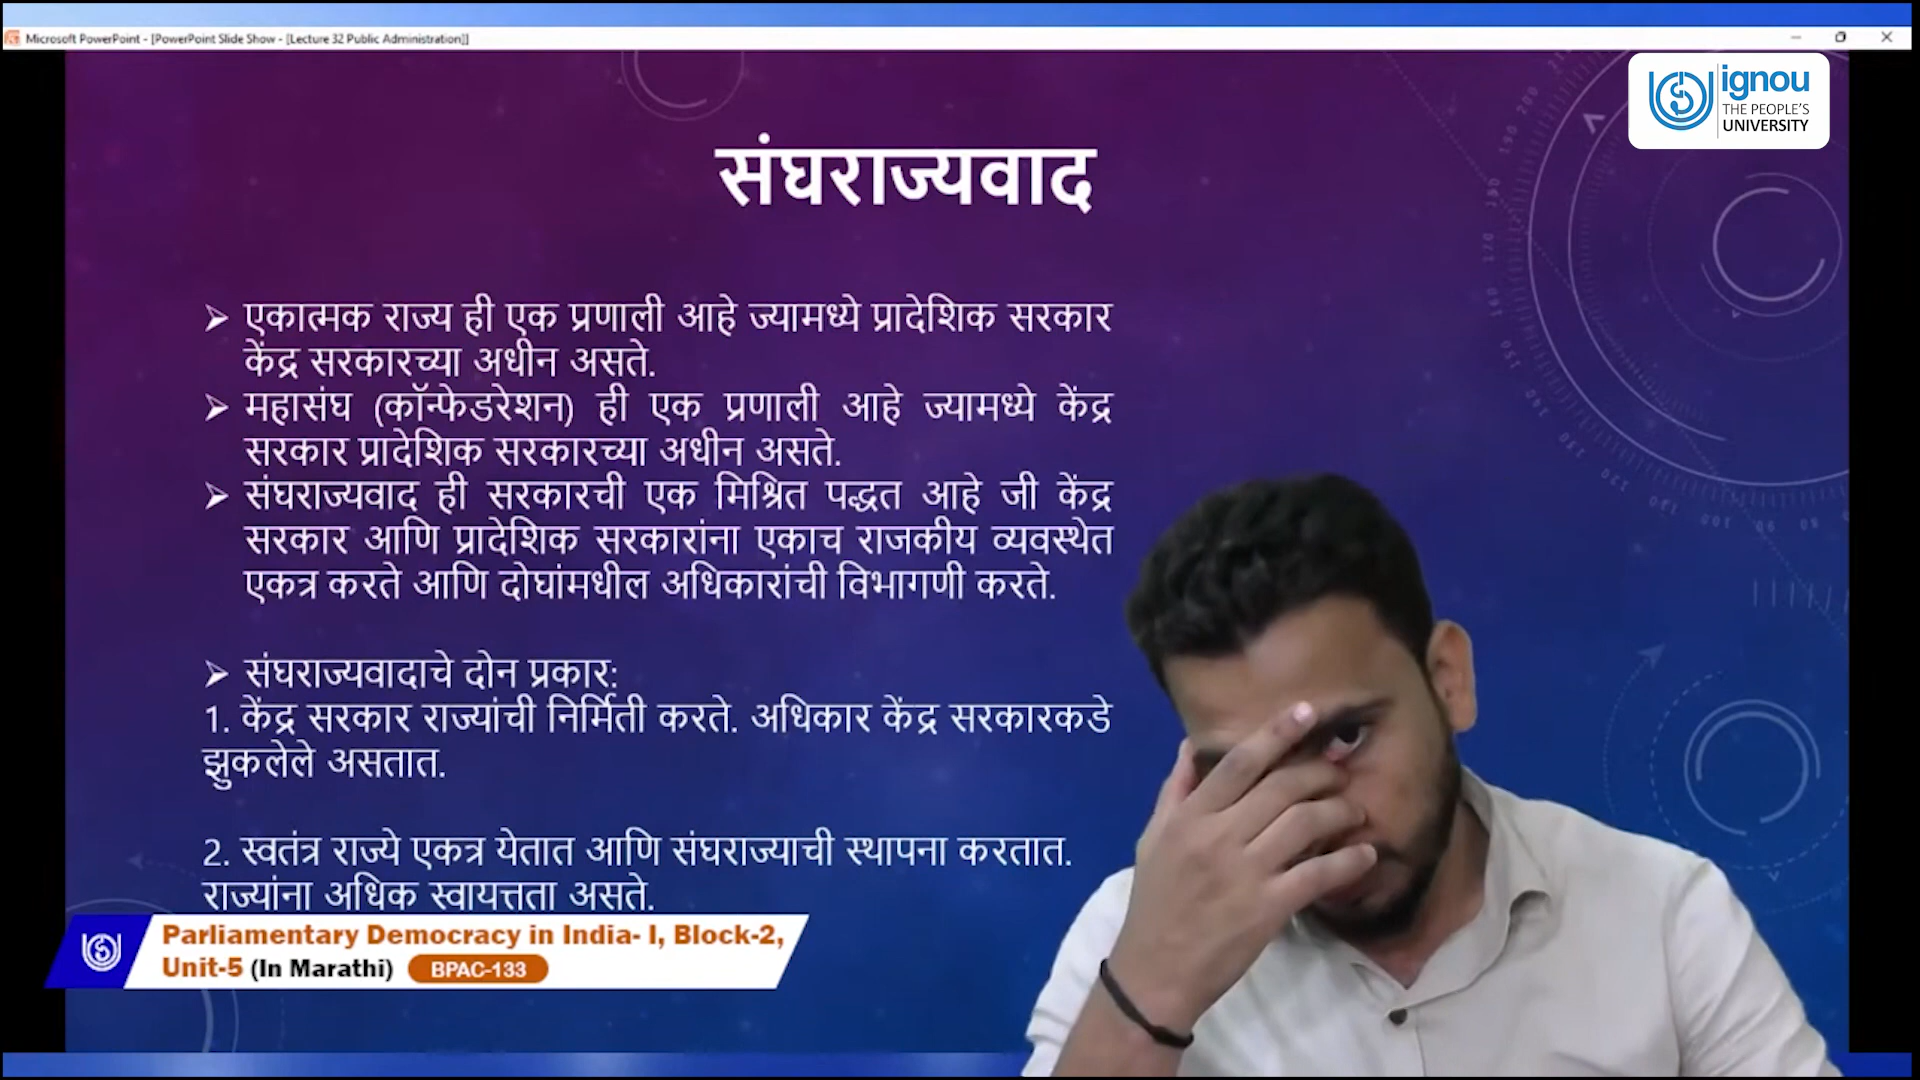 Microsoft PowerPoint - [PowerPoint Slide Show - [Lecture 32 Public Administration]]
ignou
THE PEOPLE'S
UNIVERSITY
संघराज्यवाद
➢ एकात्मक राज्य ही एक प्रणाली आहे ज्यामध्ये प्रादेशिक सरकार
केंद्र सरकारच्या अधीन असते.
➢ महासंघ (कॉन्फेडरेशन) ही एक प्रणाली आहे ज्यामध्ये केंद्र
सरकार प्रादेशिक सरकारच्या अधीन असते.
➢ संघराज्यवाद ही सरकारची एक मिश्रित पद्धत आहे जी केंद्र
सरकार आणि प्रादेशिक सरकारांना एकाच राजकीय व्यवस्थेत
एकत्र करते आणि दोघांमधील अधिकारांची विभागणी करते.
➢ संघराज्यवादाचे दोन प्रकार:
1. केंद्र सरकार राज्यांची निर्मिती करते. अधिकार केंद्र सरकारकडे
झुकलेले असतात.
2. स्वतंत्र राज्ये एकत्र येतात आणि संघराज्याची स्थापना करतात.
राज्यांना अधिक स्वायत्तता असते.
Parliamentary Democracy in India- I, Block-2,
Unit-5 (In Marathi) BPAC-133